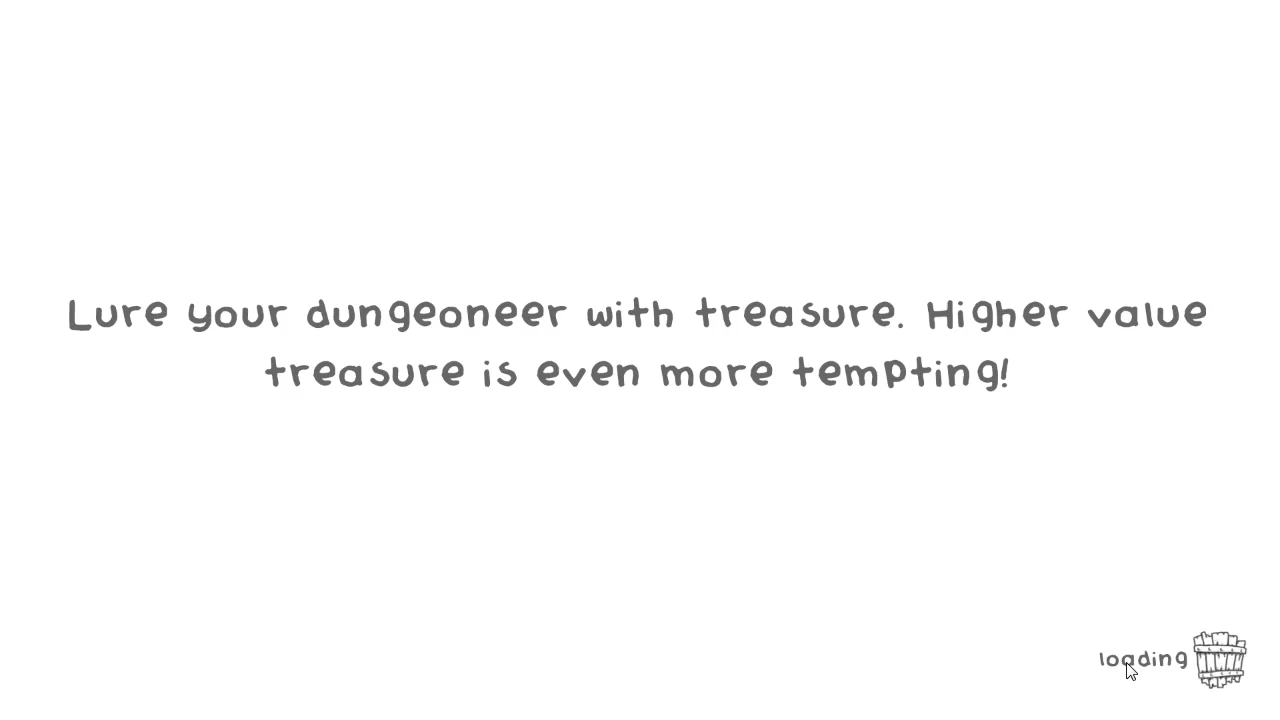 Lure your dungeoneer with treasure. Higher value
treasure is even more tempting!
loading